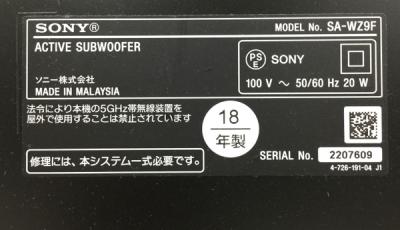 SONY®
MODEL No. SA-WZ9F
ACTIVE SUBWOOFER
ソニー株式会社
MADE IN MALAYSIA
PS
E
SONY
100 V ～ 50/60 Hz 20 W
法令により本機の5GHz帯無線装置を
屋外で使用することは禁止されています。
18
年製
修理には、本システム一式必要です。
SERIAL No. 2207609
4-726-191-04 J1